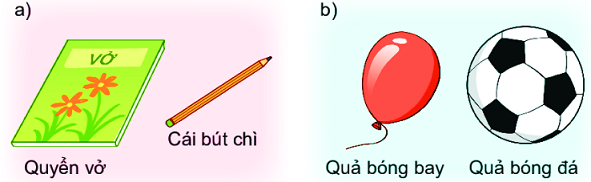 a)
VỞ
Cái bút chì
Quyển vở
b)
Quả bóng bay
Quả bóng đá